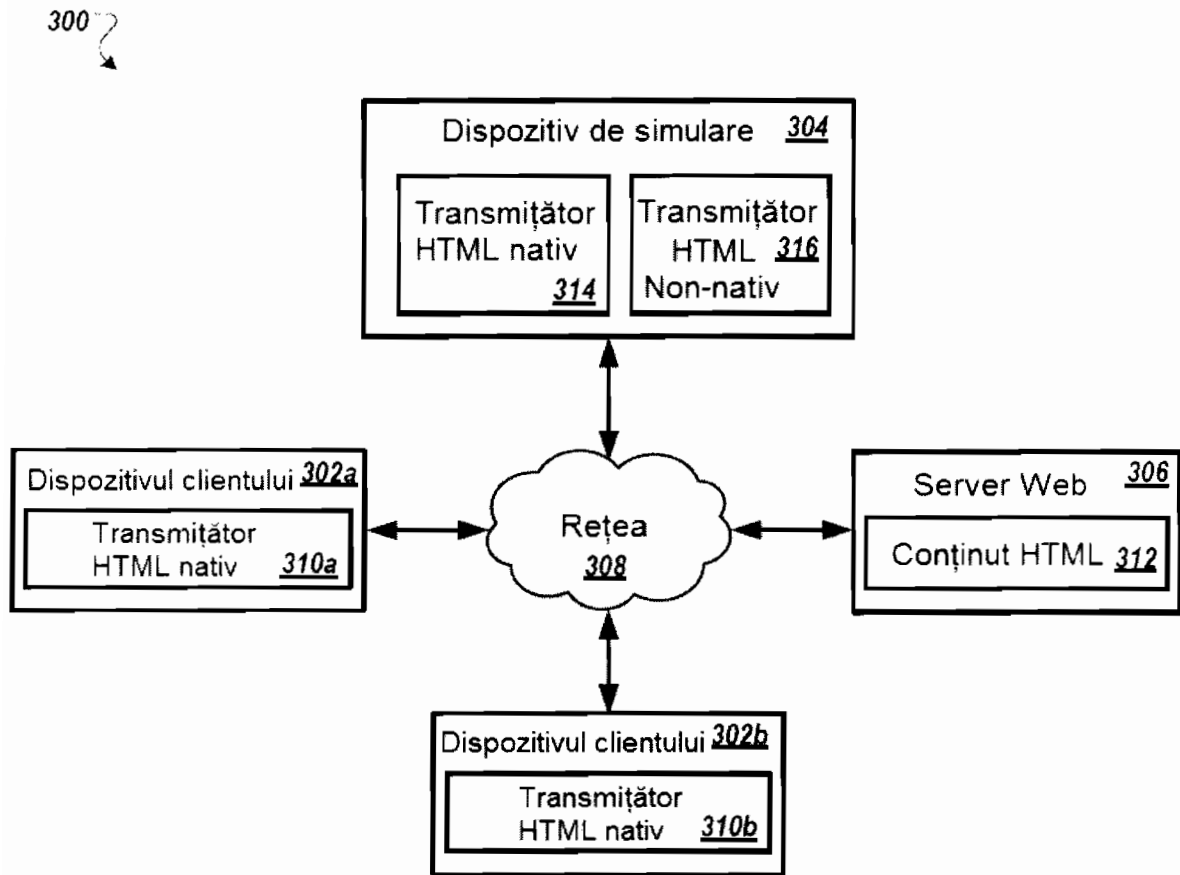 300
Dispozitiv de simulare 304
Transmițător
HTML nativ
314
Transmițător
HTML 316
Non-nativ
Dispozitivul clientului 302a
Transmițător
HTML nativ 310a
Rețea
308
Server Web 306
Conținut HTML 312
Dispozitivul clientului 302b
Transmițător
HTML nativ 310b